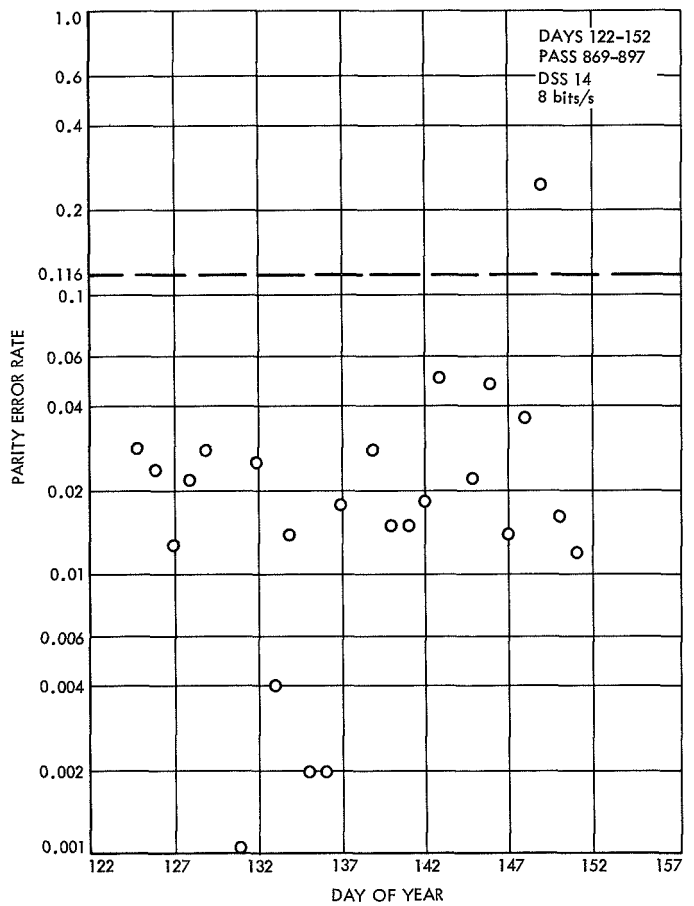 1.0
0.6
0.4
0.2
0.116
0.1
0.06
0.04
0.02
0.01
0.006
0.004
0.002
0.001
PARITY ERROR RATE
DAYS 122-152
PASS 869-897
DSS 14
8 bits/s
122 127 132 137 142 147 152 157
DAY OF YEAR